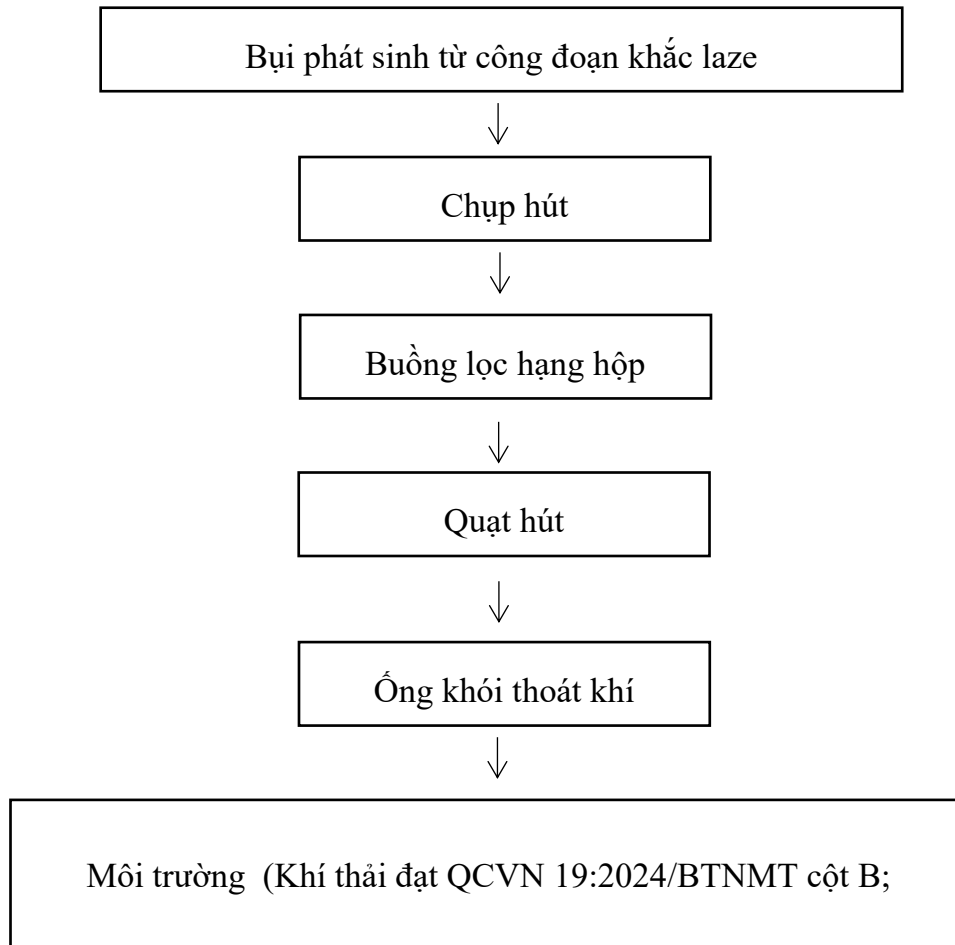 Bụi phát sinh từ công đoạn khắc laze
Chụp hút
Buồng lọc hạng hộp
Quạt hút
Ống khói thoát khí
Môi trường  (Khí thải đạt QCVN 19:2024/BTNMT cột B;